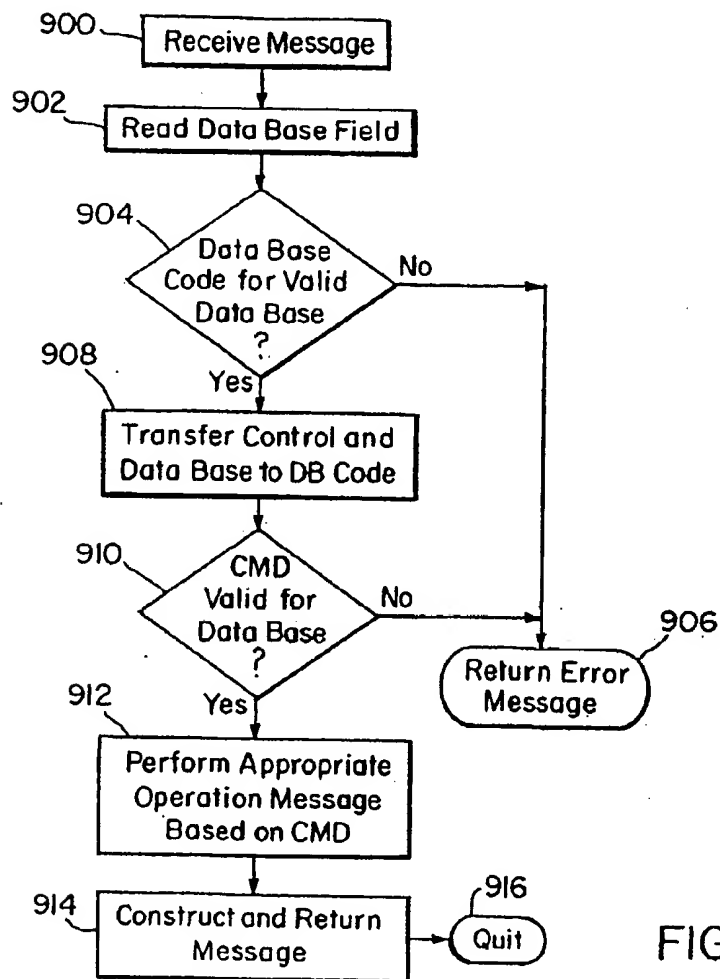 900
Receive Message
902
Read Data Base Field
904
Data Base
Code for Valid
Data Base
?
No
Yes
908
Transfer Control and
Data Base to DB Code
910
CMD
Valid for
Data Base
?
No
906
Return Error
Message
Yes
912
Perform Appropriate
Operation Message
Based on CMD
914
Construct and Return
Message
916
Quit
FIG